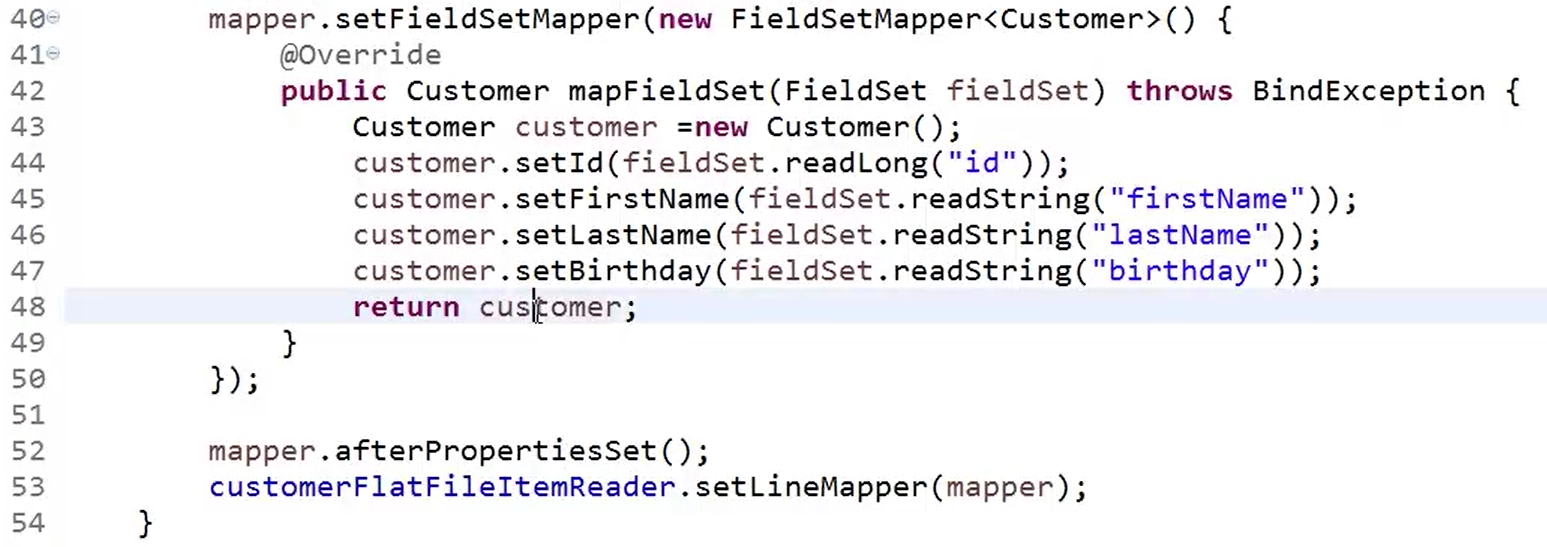 40        mapper.setFieldSetMapper(new FieldSetMapper<Customer>() {
41            @Override
42            public Customer mapFieldSet(FieldSet fieldSet) throws BindException {
43                Customer customer =new Customer();
44                customer.setId(fieldSet.readLong("id"));
45                customer.setFirstName(fieldSet.readString("firstName"));
46                customer.setLastName(fieldSet.readString("lastName"));
47                customer.setBirthday(fieldSet.readString("birthday"));
48                return customer;
49            }
50        });
51
52        mapper.afterPropertiesSet();
53        customerFlatFileItemReader.setLineMapper(mapper);
54    }